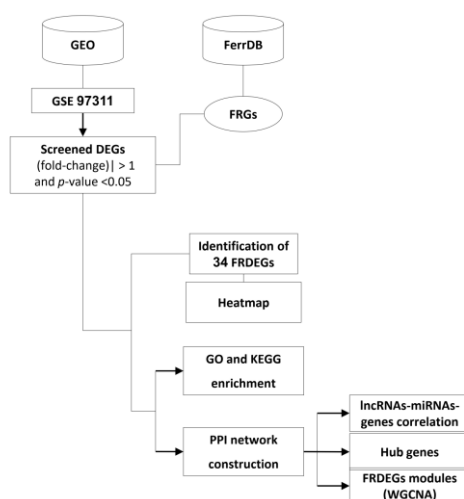 GEO
FerrDB
GSE 97311
FRGs
Screened DEGs
(fold-change)| > 1
and p-value <0.05
Identification of
34 FRDEGs
Heatmap
GO and KEGG
enrichment
lncRNAs-miRNAs-
genes correlation
PPI network
construction
Hub genes
FRDEGs modules
(WGCNA)